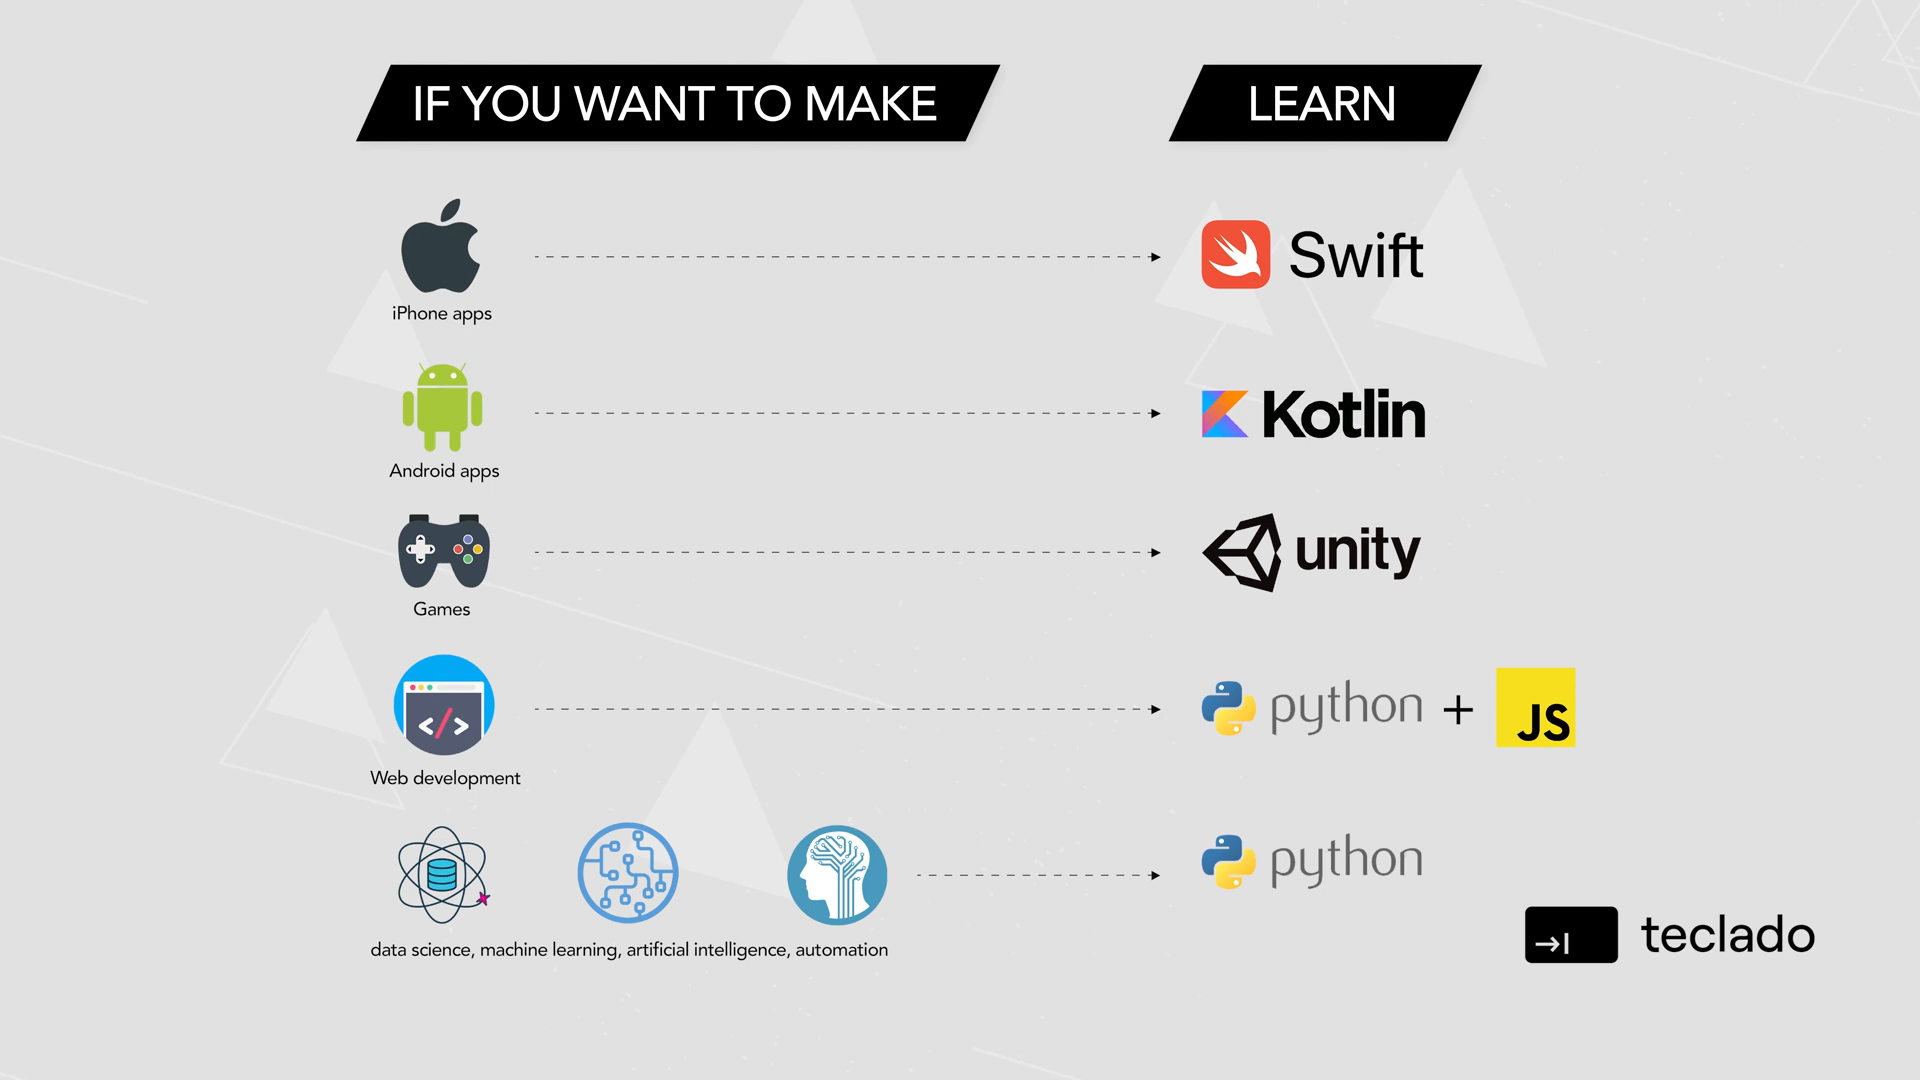 IF YOU WANT TO MAKE
LEARN
iPhone apps
Swift
Android apps
Kotlin
Games
unity
</>
Web development
python + JS
data science, machine learning, artificial intelligence, automation
python
teclado